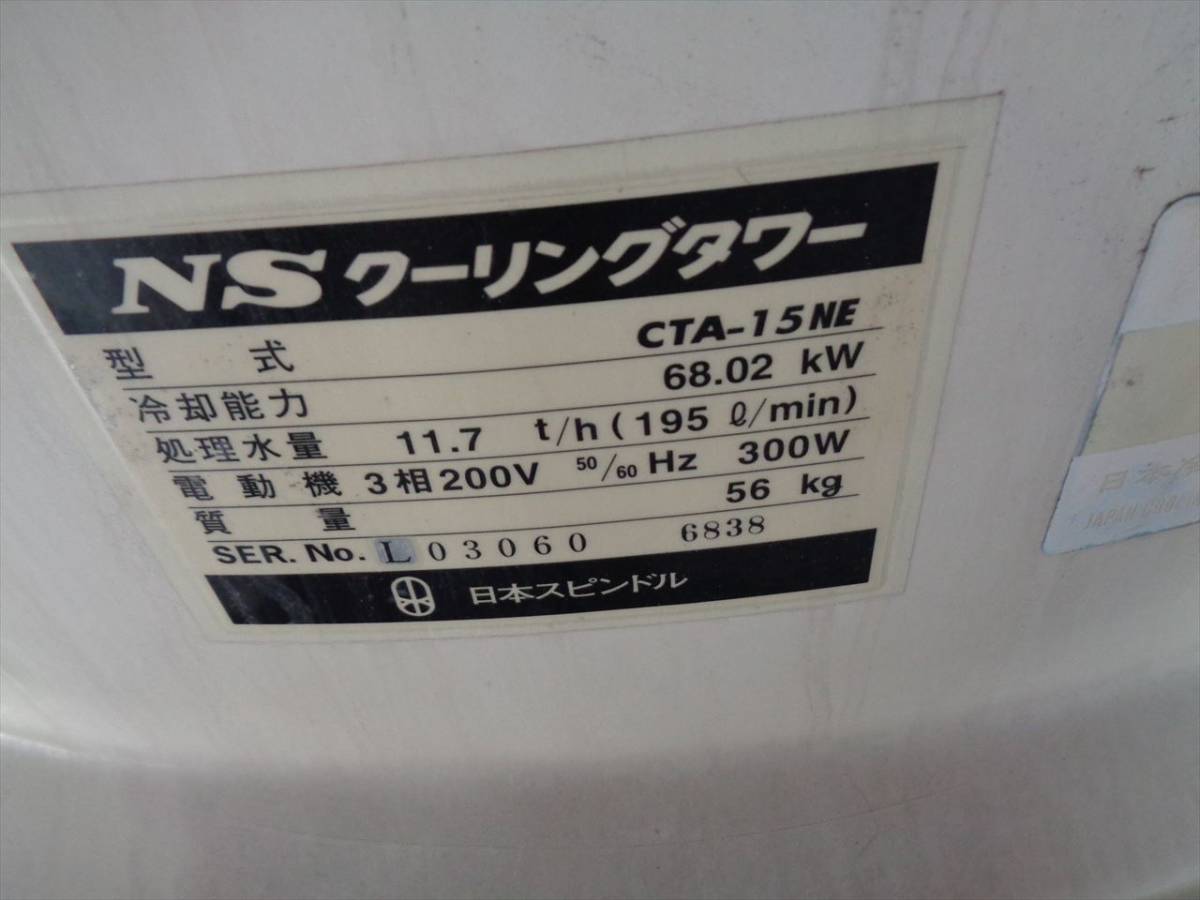 NSクーリングタワー
型式 CTA-15NE
冷却能力 68.02 kW
処理水量 11.7 t/h(195 ℓ/min)
電動機 3相200V 50/60 Hz 300W
質量 56 kg
SER. No. L03060 6838
日本スピンドル
日本
JAPAN